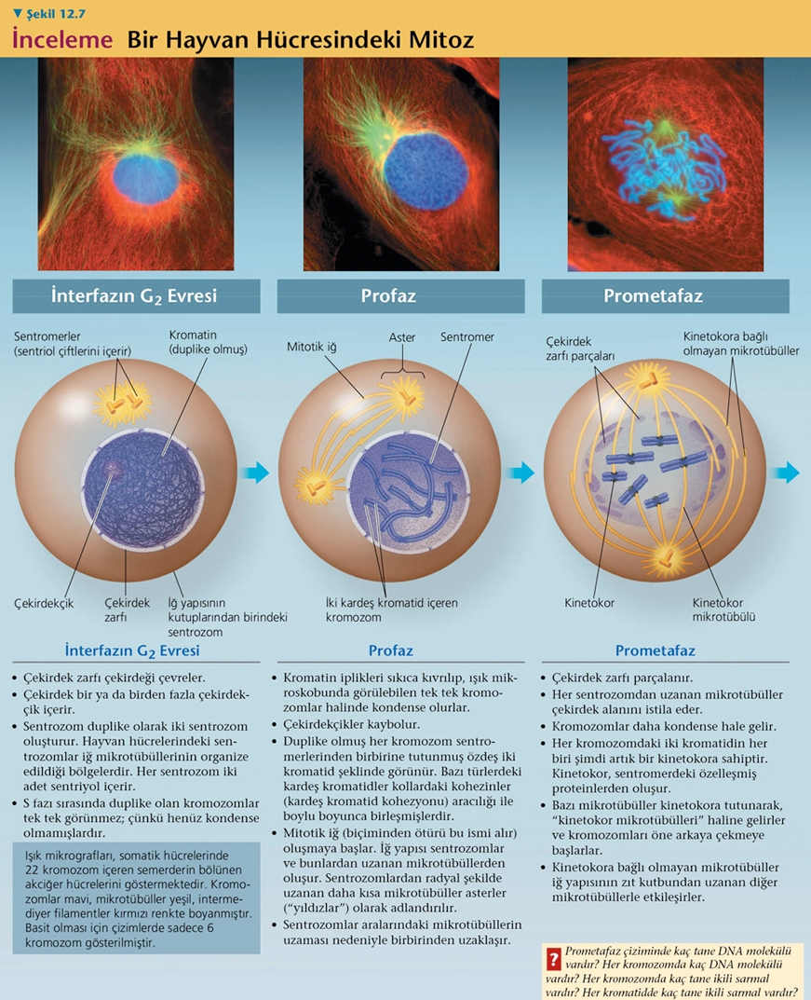 ▼ Şekil 12.7
İnceleme Bir Hayvan Hücresindeki Mitoz
İnterfazın G₂ Evresi
Profaz
Prometafaz
Sentromerler
(sentriol çiftlerini içerir)
Kromatin
(duplike olmuş)
Mitotik iğ
Aster
Sentromer
Çekirdek
zarfı parçaları
Kinetokora bağlı
olmayan mikrotübüller
Çekirdekçik
Çekirdek
zarfı
İğ yapısının
kutuplarından birindeki
sentrozom
İki kardeş kromatid içeren
kromozom
Kinetokor
Kinetokor
mikrotübülü
İnterfazın G₂ Evresi
• Çekirdek zarfı çekirdeği çevreler.
• Çekirdek bir ya da birden fazla çekirdek-
çik içerir.
• Sentrozom duplike olarak iki sentrozom
oluşturur. Hayvan hücrelerindeki sen-
trozomlar iğ mikrotübüllerinin organize
edildiği bölgelerdir. Her sentrozom iki
adet sentriyol içerir.
• S fazı sırasında duplike olan kromozomlar
tek tek görünmez; çünkü henüz kondense
olmamışlardır.
Işık mikrografları, somatik hücrelerinde
22 kromozom içeren semerderin bölünen
akciğer hücrelerini göstermektedir. Kromo-
zomlar mavi, mikrotübüller yeşil, interme-
diyer filamentler kırmızı renkte boyanmıştır.
Basit olması için çizimlerde sadece 6
kromozom gösterilmiştir.
Profaz
• Kromatin iplikleri sıkıca kıvrılıp, ışık mik-
roskobunda görülebilen tek tek kromo-
zomlar halinde kondense olurlar.
• Çekirdekçikler kaybolur.
• Duplike olmuş her kromozom sentro-
merlerinden birbirine tutunmuş özdeş iki
kromatid şeklinde görünür. Bazı türlerdeki
kardeş kromatidler kollardaki kohezinler
(kardeş kromatid kohezyonu) aracılığı ile
boylu boyunca birleşmişlerdir.
• Mitotik iğ (biçiminden ötürü bu ismi alır)
oluşmaya başlar. İğ yapısı sentrozomlar
ve bunlardan uzanan mikrotübüllerden
oluşur. Sentrozomlardan radyal şekilde
uzanan daha kısa mikrotübüller asterler
(“yıldızlar”) olarak adlandırılır.
• Sentrozomlar aralarındaki mikrotübüllerin
uzaması nedeniyle birbirinden uzaklaşır.
Prometafaz
• Çekirdek zarfı parçalanır.
• Her sentrozomdan uzanan mikrotübüller
çekirdek alanını istila eder.
• Kromozomlar daha kondense hale gelir.
• Her kromozomdaki iki kromatidin her
biri şimdi artık bir kinetokora sahiptir.
Kinetokor, sentromerdeki özelleşmiş
proteinlerden oluşur.
• Bazı mikrotübüller kinetokora tutunarak,
“kinetokor mikrotübülleri” haline gelirler
ve kromozomları öne arkaya çekmeye
başlarlar.
• Kinetokora bağlı olmayan mikrotübüller
iğ yapısının zıt kutbundan uzanan diğer
mikrotübüllerle etkileşirler.
? Prometafaz çiziminde kaç tane DNA molekülü
vardır? Her kromozomda kaç DNA molekülü
vardır? Her kromozomda kaç tane ikili sarmal
vardır? Her kromatidde kaç tane ikili sarmal vardır?